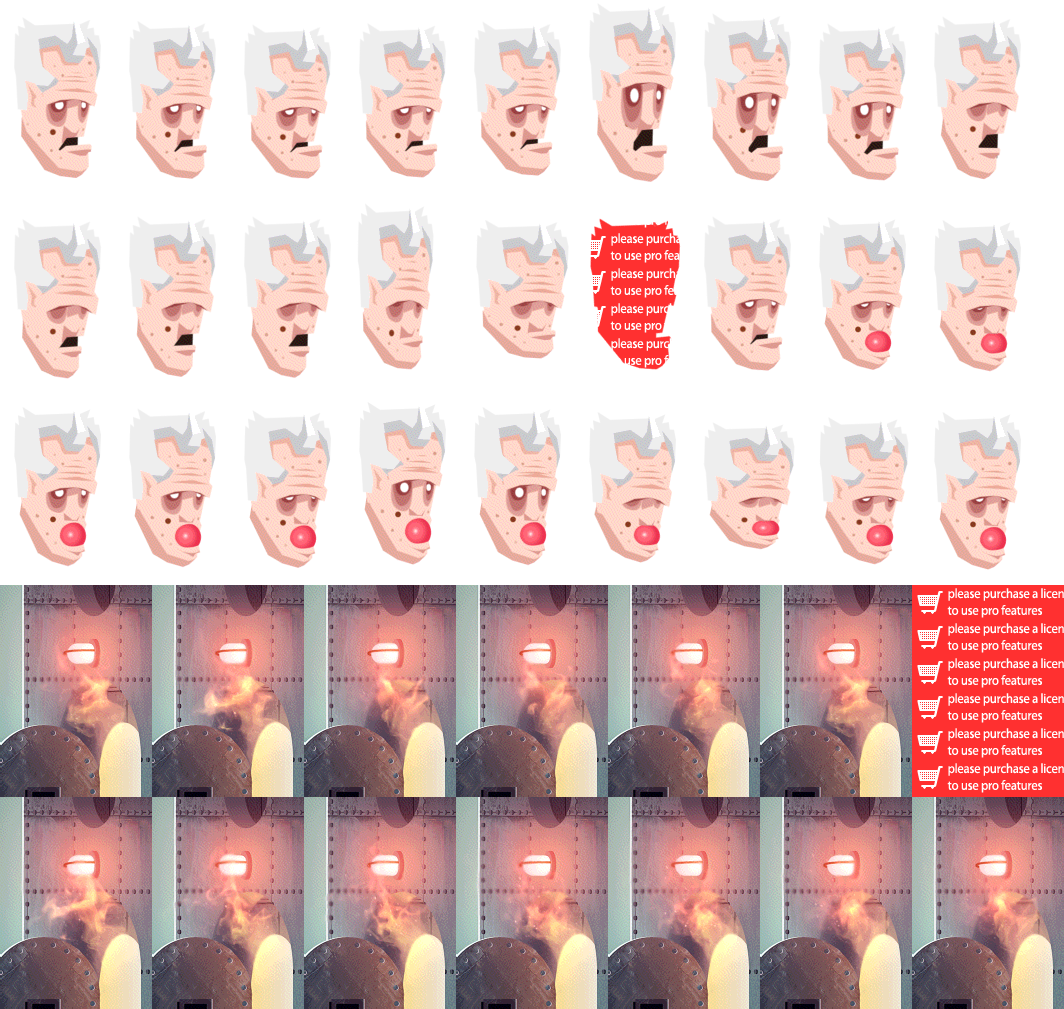 please purcha
to use pro fea
please purch
to use pro fe
please purc
to use pro
please purc
use pro f
please purchase a licen
to use pro features
please purchase a licen
to use pro features
please purchase a licen
to use pro features
please purchase a licen
to use pro features
please purchase a licen
to use pro features
please purchase a licen
to use pro features